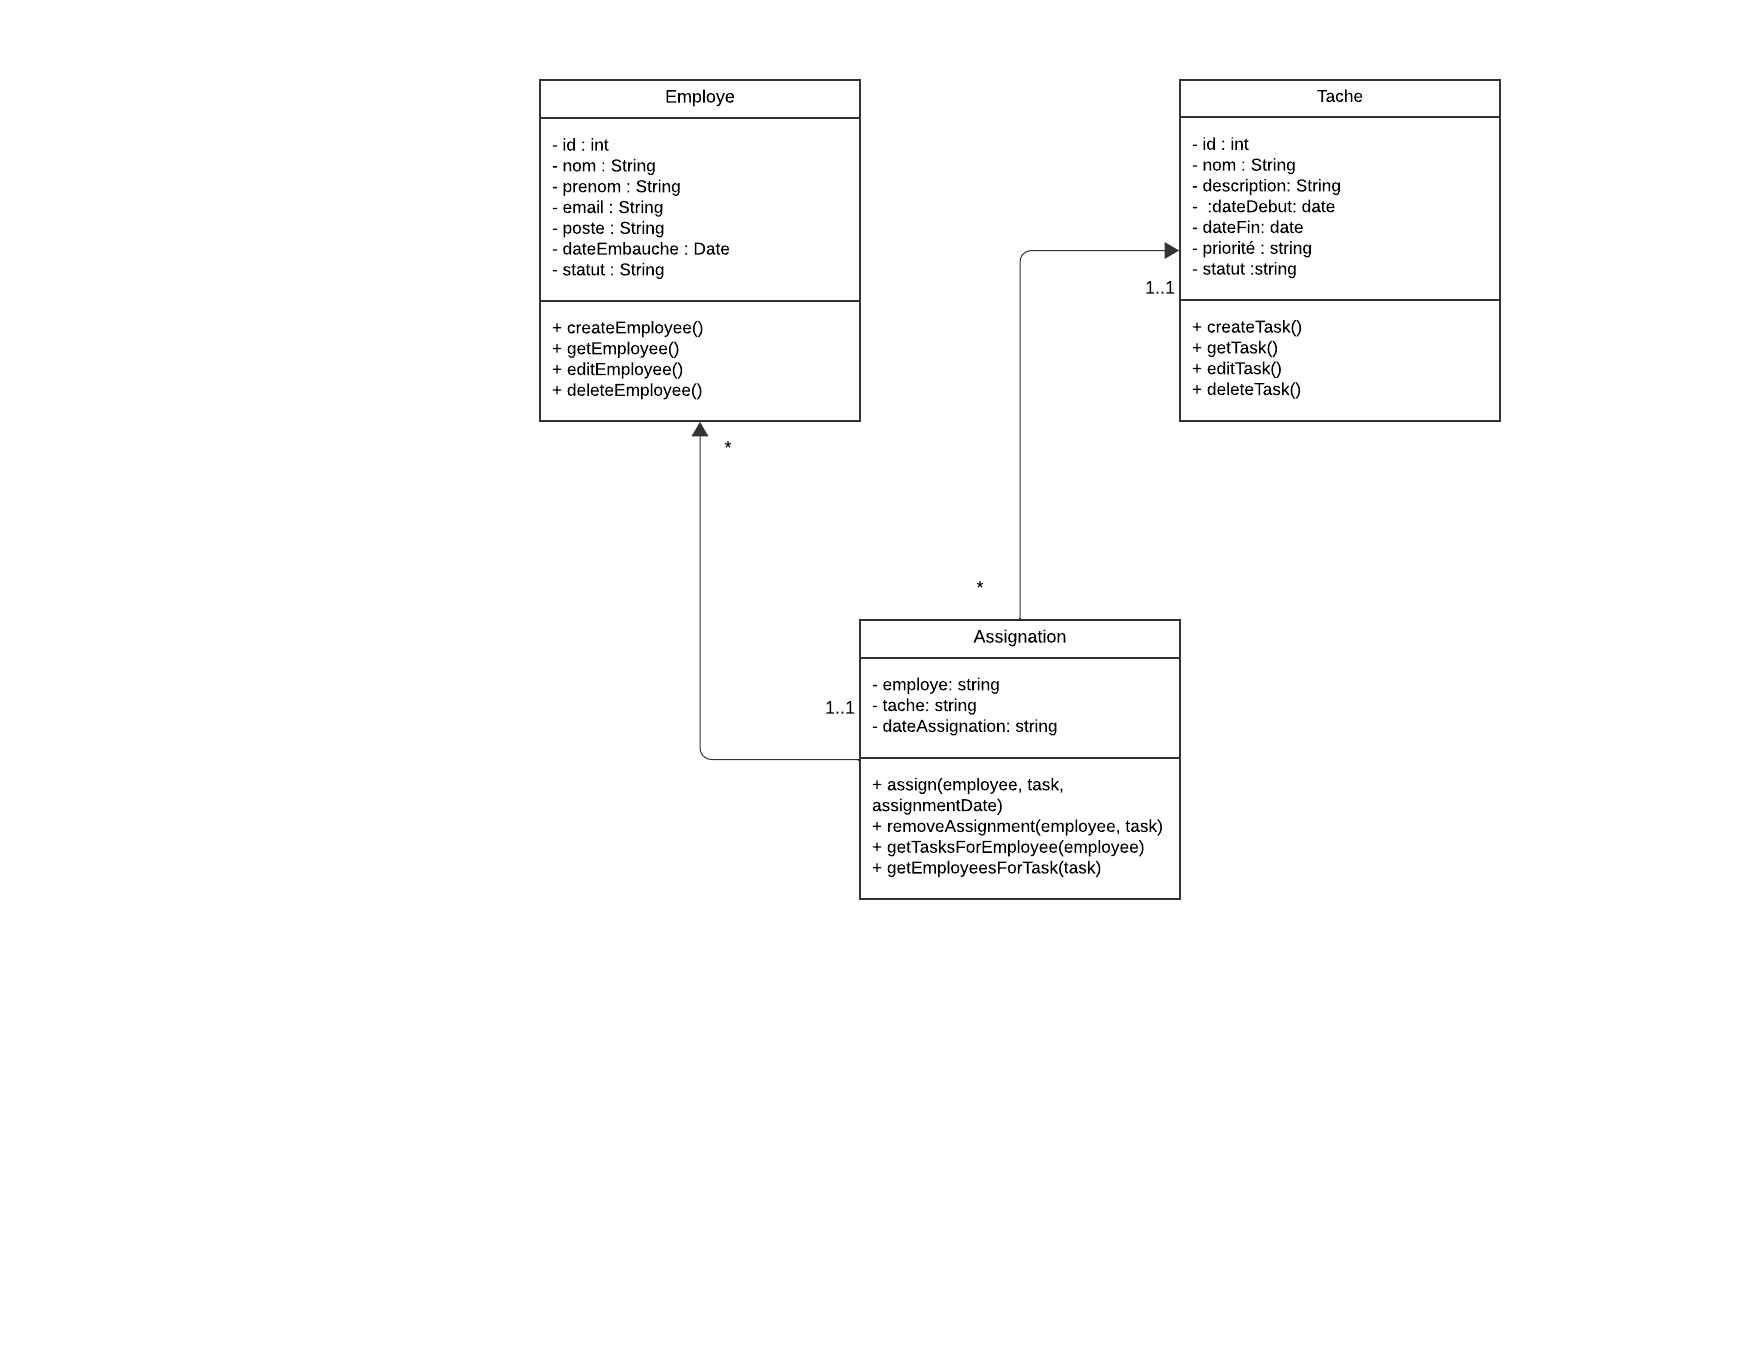 Employe
- id : int
- nom : String
- prenom : String
- email : String
- poste : String
- dateEmbauche : Date
- statut : String
+ createEmployee()
+ getEmployee()
+ editEmployee()
+ deleteEmployee()
*
Tache
- id : int
- nom : String
- description: String
-  :dateDebut: date
- dateFin: date
- priorité : string
- statut :string
1..1
+ createTask()
+ getTask()
+ editTask()
+ deleteTask()
*
Assignation
- employe: string
- tache: string
- dateAssignation: string
1..1
+ assign(employee, task,
assignmentDate)
+ removeAssignment(employee, task)
+ getTasksForEmployee(employee)
+ getEmployeesForTask(task)